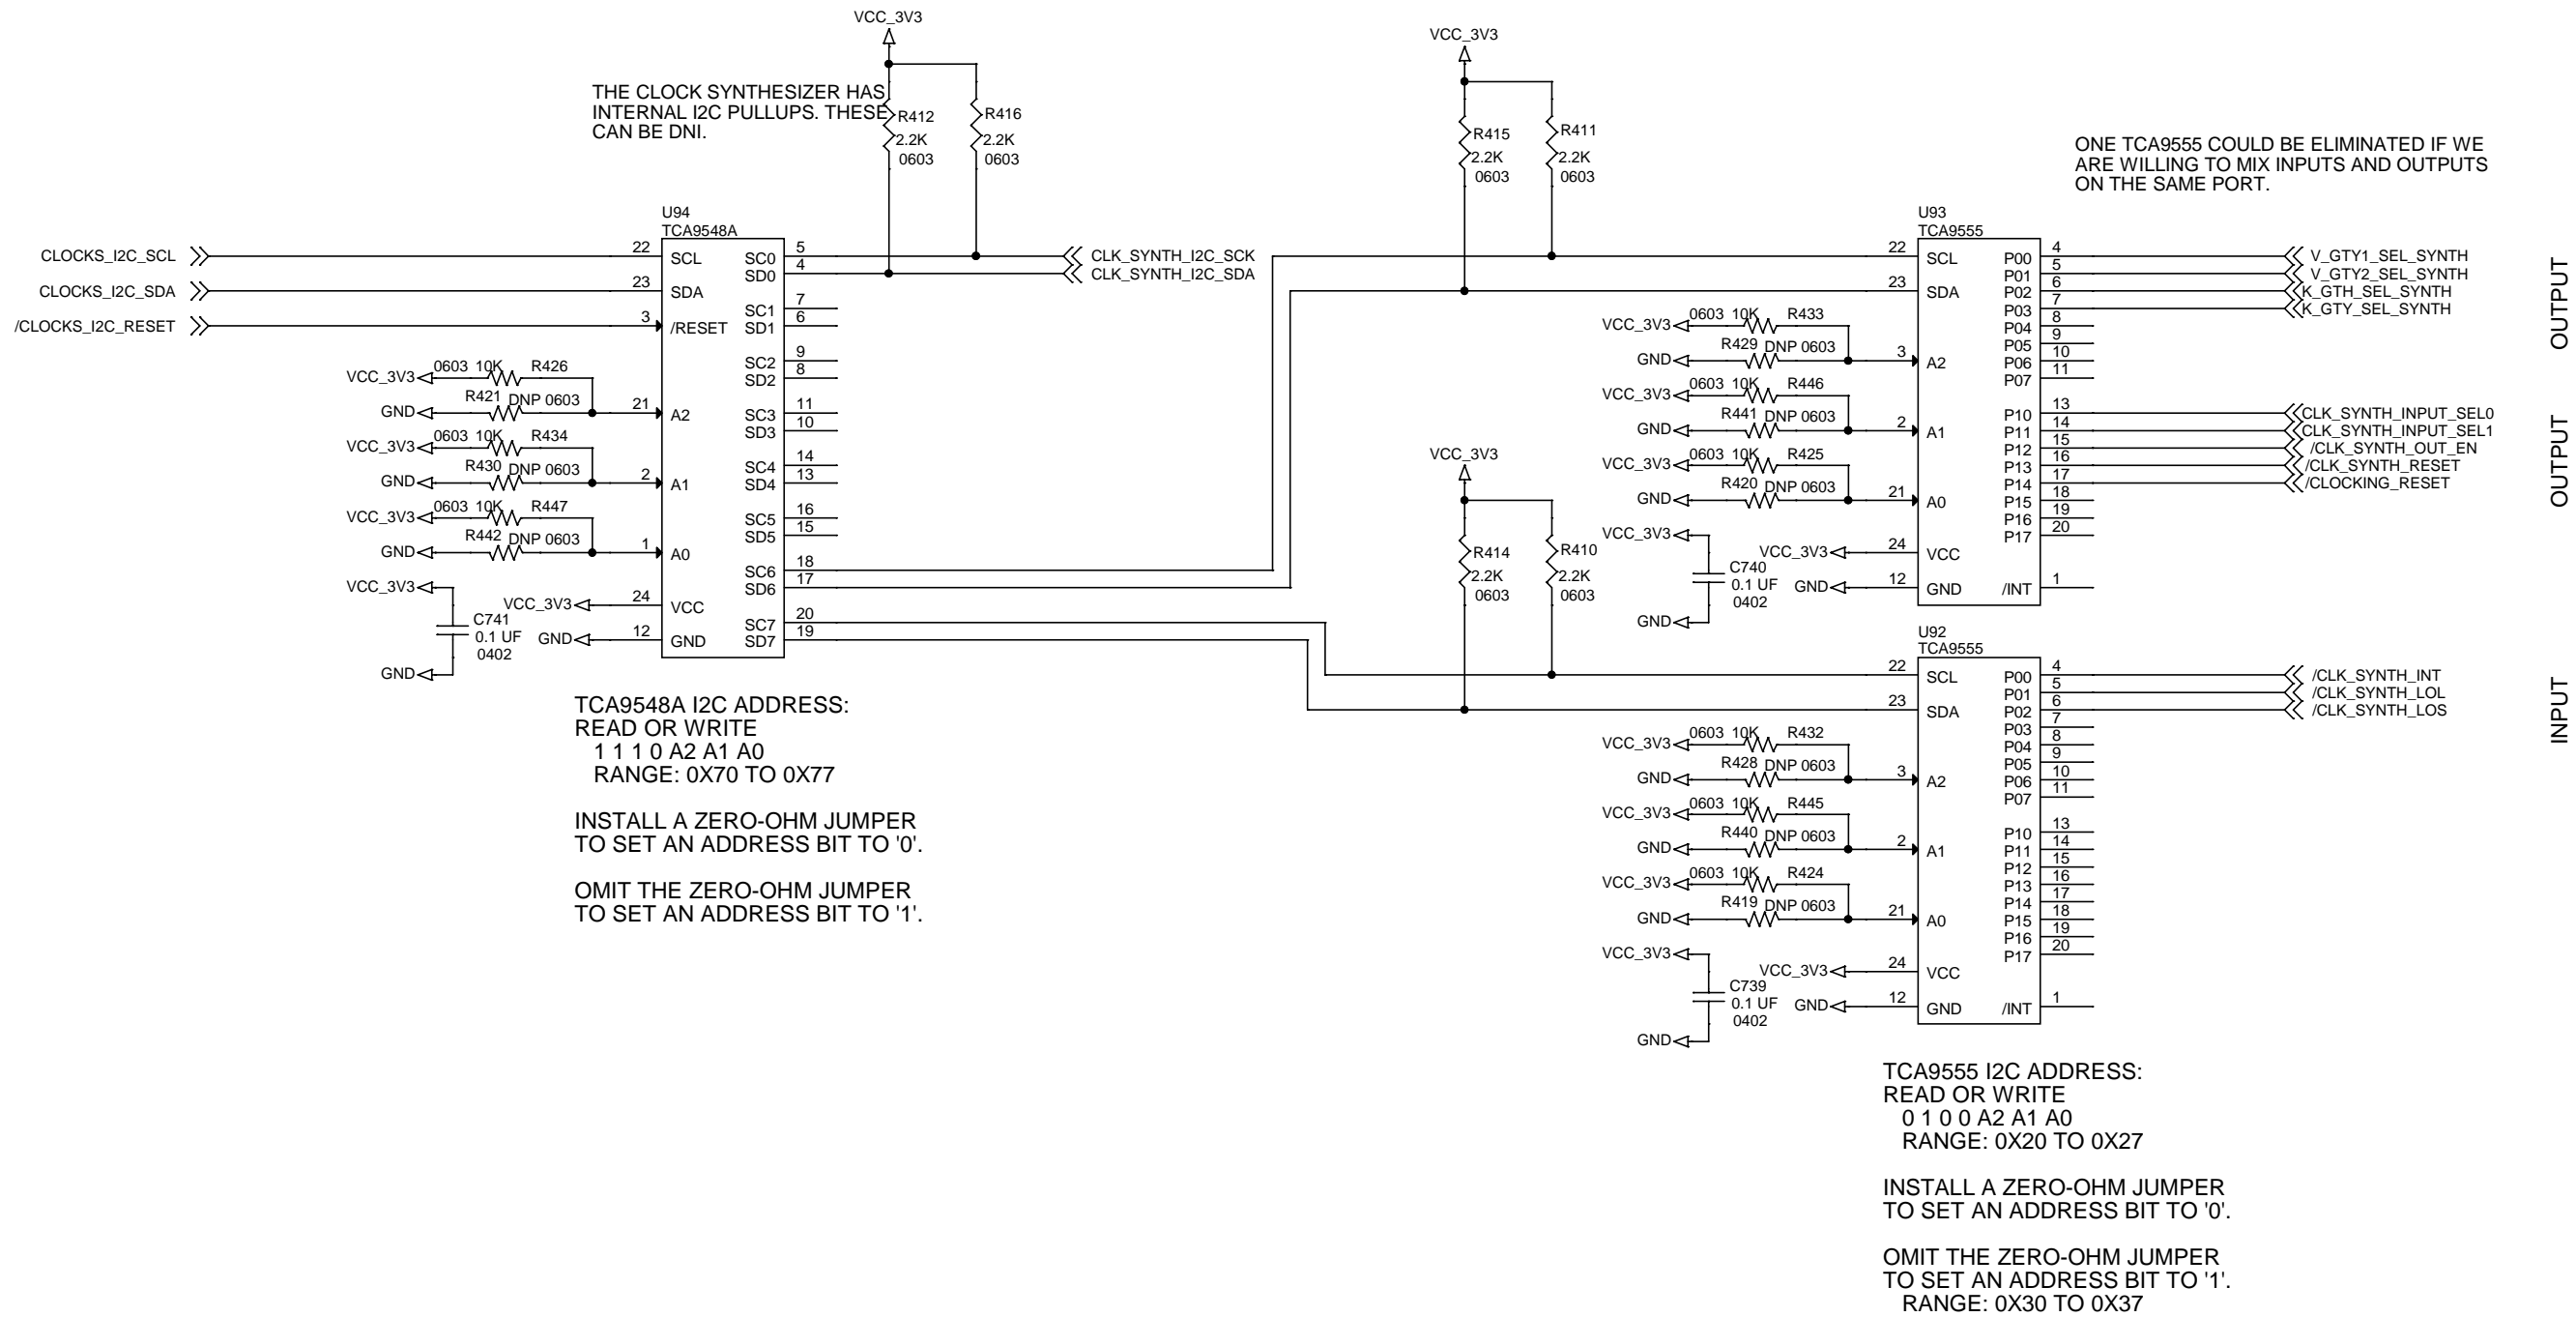 VCC_3V3
THE CLOCK SYNTHESIZER HAS
INTERNAL I2C PULLUPS. THESE
CAN BE DNI.
R412
2.2K
0603
R416
2.2K
0603
VCC_3V3
R415
2.2K
0603
R411
2.2K
0603
ONE TCA9555 COULD BE ELIMINATED IF WE
ARE WILLING TO MIX INPUTS AND OUTPUTS
ON THE SAME PORT.
CLOCKS_I2C_SCL
CLOCKS_I2C_SDA
/CLOCKS_I2C_RESET
U94
TCA9548A
22 SCL
23 SDA
3 /RESET
21 A2
2 A1
1 A0
24 VCC
12 GND
SC0 5
SD0 4
SC1 7
SD1 6
SC2 9
SD2 8
SC3 11
SD3 10
SC4 14
SD4 13
SC5 16
SD5 15
SC6 18
SD6 17
SC7 20
SD7 19
CLK_SYNTH_I2C_SCK
CLK_SYNTH_I2C_SDA
VCC_3V3 0603 10K R426
GND R421 DNP 0603
VCC_3V3 0603 10K R434
GND R430 DNP 0603
VCC_3V3 0603 10K R447
GND R442 DNP 0603
VCC_3V3
C741
0.1 UF
0402
GND
VCC_3V3
GND
TCA9548A I2C ADDRESS:
READ OR WRITE
1 1 1 0 A2 A1 A0
RANGE: 0X70 TO 0X77
INSTALL A ZERO-OHM JUMPER
TO SET AN ADDRESS BIT TO '0'.
OMIT THE ZERO-OHM JUMPER
TO SET AN ADDRESS BIT TO '1'.
U93
TCA9555
22 SCL
23 SDA
3 A2
2 A1
21 A0
24 VCC
12 GND
P00 4
P01 5
P02 6
P03 7
P04 8
P05 9
P06 10
P07 11
P10 13
P11 14
P12 15
P13 16
P14 17
P15 18
P16 19
P17 20
/INT 1
V_GTY1_SEL_SYNTH
V_GTY2_SEL_SYNTH
K_GTH_SEL_SYNTH
K_GTY_SEL_SYNTH
OUTPUT
CLK_SYNTH_INPUT_SEL0
CLK_SYNTH_INPUT_SEL1
/CLK_SYNTH_OUT_EN
/CLK_SYNTH_RESET
/CLOCKING_RESET
OUTPUT
VCC_3V3 0603 10K R433
GND R429 DNP 0603
VCC_3V3 0603 10K R446
GND R441 DNP 0603
VCC_3V3 0603 10K R425
GND R420 DNP 0603
VCC_3V3
C740
0.1 UF
0402
GND
VCC_3V3
GND
VCC_3V3
R414
2.2K
0603
R410
2.2K
0603
U92
TCA9555
22 SCL
23 SDA
3 A2
2 A1
21 A0
24 VCC
12 GND
P00 4
P01 5
P02 6
P03 7
P04 8
P05 9
P06 10
P07 11
P10 13
P11 14
P12 15
P13 16
P14 17
P15 18
P16 19
P17 20
/INT 1
/CLK_SYNTH_INT
/CLK_SYNTH_LOL
/CLK_SYNTH_LOS
INPUT
VCC_3V3 0603 10K R432
GND R428 DNP 0603
VCC_3V3 0603 10K R445
GND R440 DNP 0603
VCC_3V3 0603 10K R424
GND R419 DNP 0603
VCC_3V3
C739
0.1 UF
0402
GND
VCC_3V3
GND
TCA9555 I2C ADDRESS:
READ OR WRITE
0 1 0 0 A2 A1 A0
RANGE: 0X20 TO 0X27
INSTALL A ZERO-OHM JUMPER
TO SET AN ADDRESS BIT TO '0'.
OMIT THE ZERO-OHM JUMPER
TO SET AN ADDRESS BIT TO '1'.
RANGE: 0X30 TO 0X37